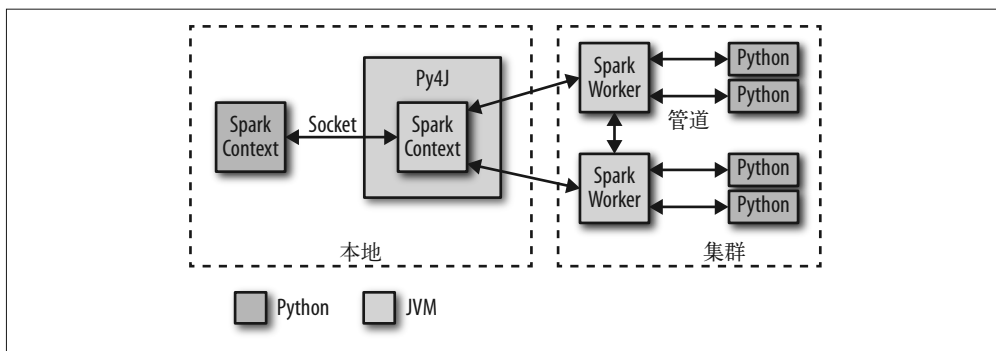 Py4J
Spark
Context
Socket
Spark
Context
本地
Spark
Worker
Python
Python
管道
Spark
Worker
Python
Python
集群
Python
JVM